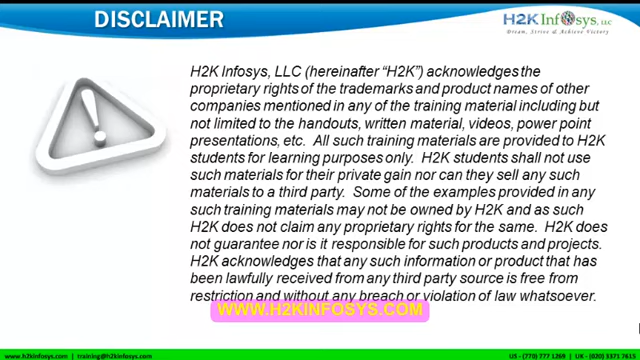 DISCLAIMER
H2K INFOSYS, LLC
Dream, Strive & Achieve Victory
H2K Infosys, LLC (hereinafter “H2K”) acknowledges the
proprietary rights of the trademarks and product names of other
companies mentioned in any of the training material including but
not limited to the handouts, written material, videos, power point
presentations, etc. All such training materials are provided to H2K
students for learning purposes only. H2K students shall not use
such materials for their private gain nor can they sell any such
materials to a third party. Some of the examples provided in any
such training materials may not be owned by H2K and as such
H2K does not claim any proprietary rights for the same. H2K does
not guarantee nor is it responsible for such products and projects.
H2K acknowledges that any such information or product that has
been lawfully received from any third party source is free from
restriction and without any breach or violation of law whatsoever.
WWW.H2KINFOSYS.COM
www.h2kinfosys.com | training@h2kinfosys.com
US - (770) 777 1269 | UK - (020) 3371 7615